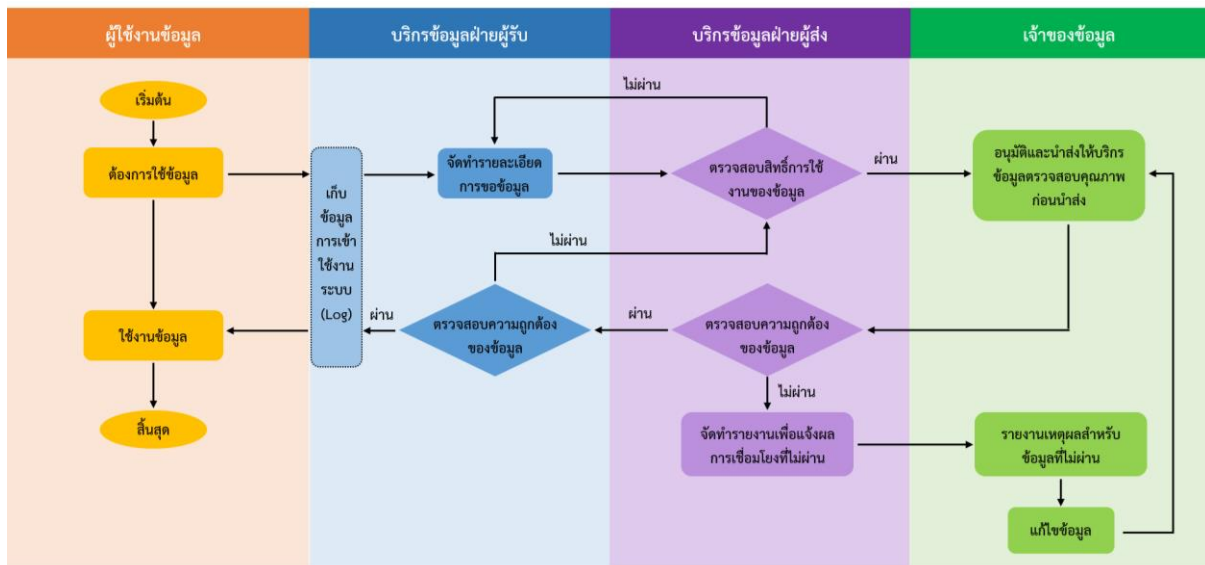 ผู้ใช้งานข้อมูล
บริกรข้อมูลฝ่ายผู้รับ
บริกรข้อมูลฝ่ายผู้ส่ง
เจ้าของข้อมูล
ไม่ผ่าน
เริ่มต้น
ต้องการใช้ข้อมูล
เก็บ
ข้อมูล
การเข้า
ใช้งาน
ระบบ
(Log)
จัดทำรายละเอียด
การขอข้อมูล
ตรวจสอบสิทธิ์การใช้
งานของข้อมูล
ผ่าน
อนุมัติและนำส่งให้บริกร
ข้อมูลตรวจสอบคุณภาพ
ก่อนนำส่ง
ไม่ผ่าน
ใช้งานข้อมูล
ผ่าน
ตรวจสอบความถูกต้อง
ของข้อมูล
ผ่าน
ตรวจสอบความถูกต้อง
ของข้อมูล
ไม่ผ่าน
สิ้นสุด
จัดทำรายงานเพื่อแจ้งผล
การเชื่อมโยงที่ไม่ผ่าน
รายงานเหตุผลสำหรับ
ข้อมูลที่ไม่ผ่าน
แก้ไขข้อมูล